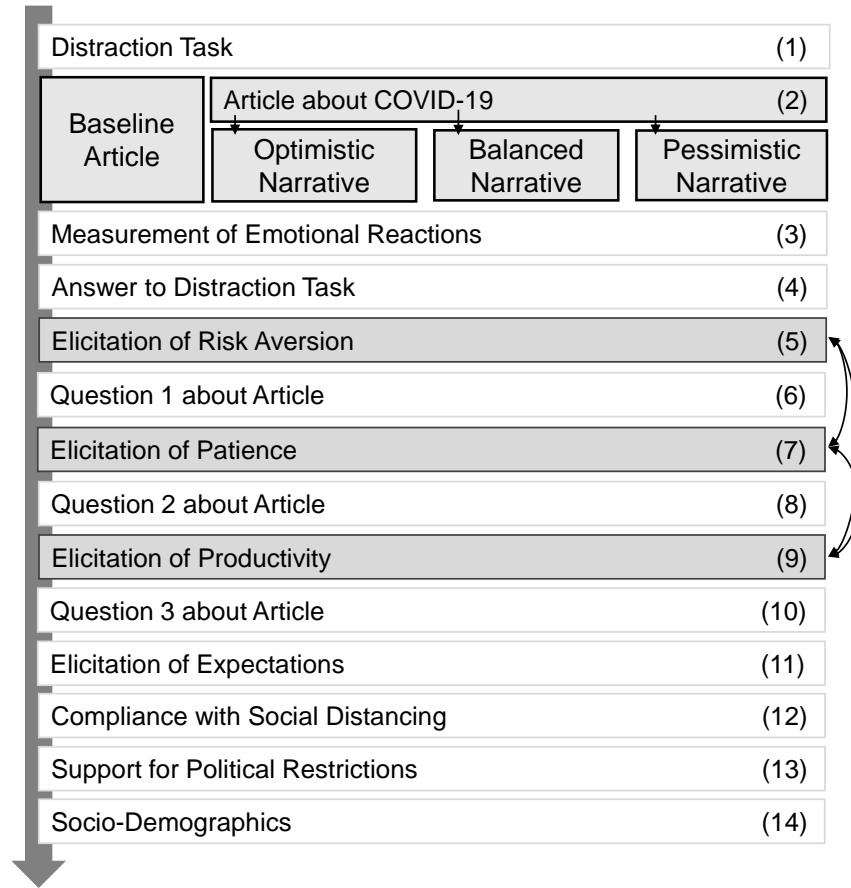 Distraction Task (1)
Baseline
Article
Article about COVID-19 (2)
Optimistic
Narrative
Balanced
Narrative
Pessimistic
Narrative
Measurement of Emotional Reactions (3)
Answer to Distraction Task (4)
Elicitation of Risk Aversion (5)
Question 1 about Article (6)
Elicitation of Patience (7)
Question 2 about Article (8)
Elicitation of Productivity (9)
Question 3 about Article (10)
Elicitation of Expectations (11)
Compliance with Social Distancing (12)
Support for Political Restrictions (13)
Socio-Demographics (14)